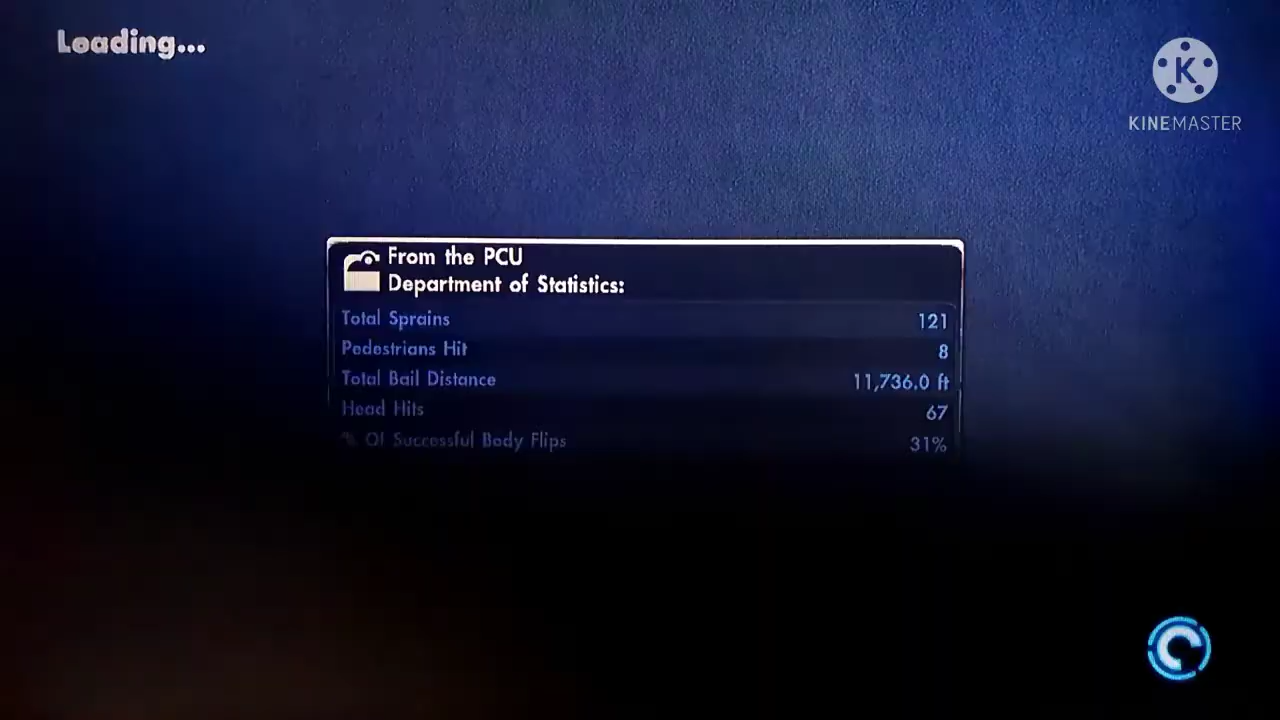 Loading...
K
KINEMASTER
From the PCU
Department of Statistics:
Total Sprains 121
Pedestrians Hit 8
Total Bail Distance 11,736.0 ft
Head Hits 67
% Of Successful Body Flips 31%